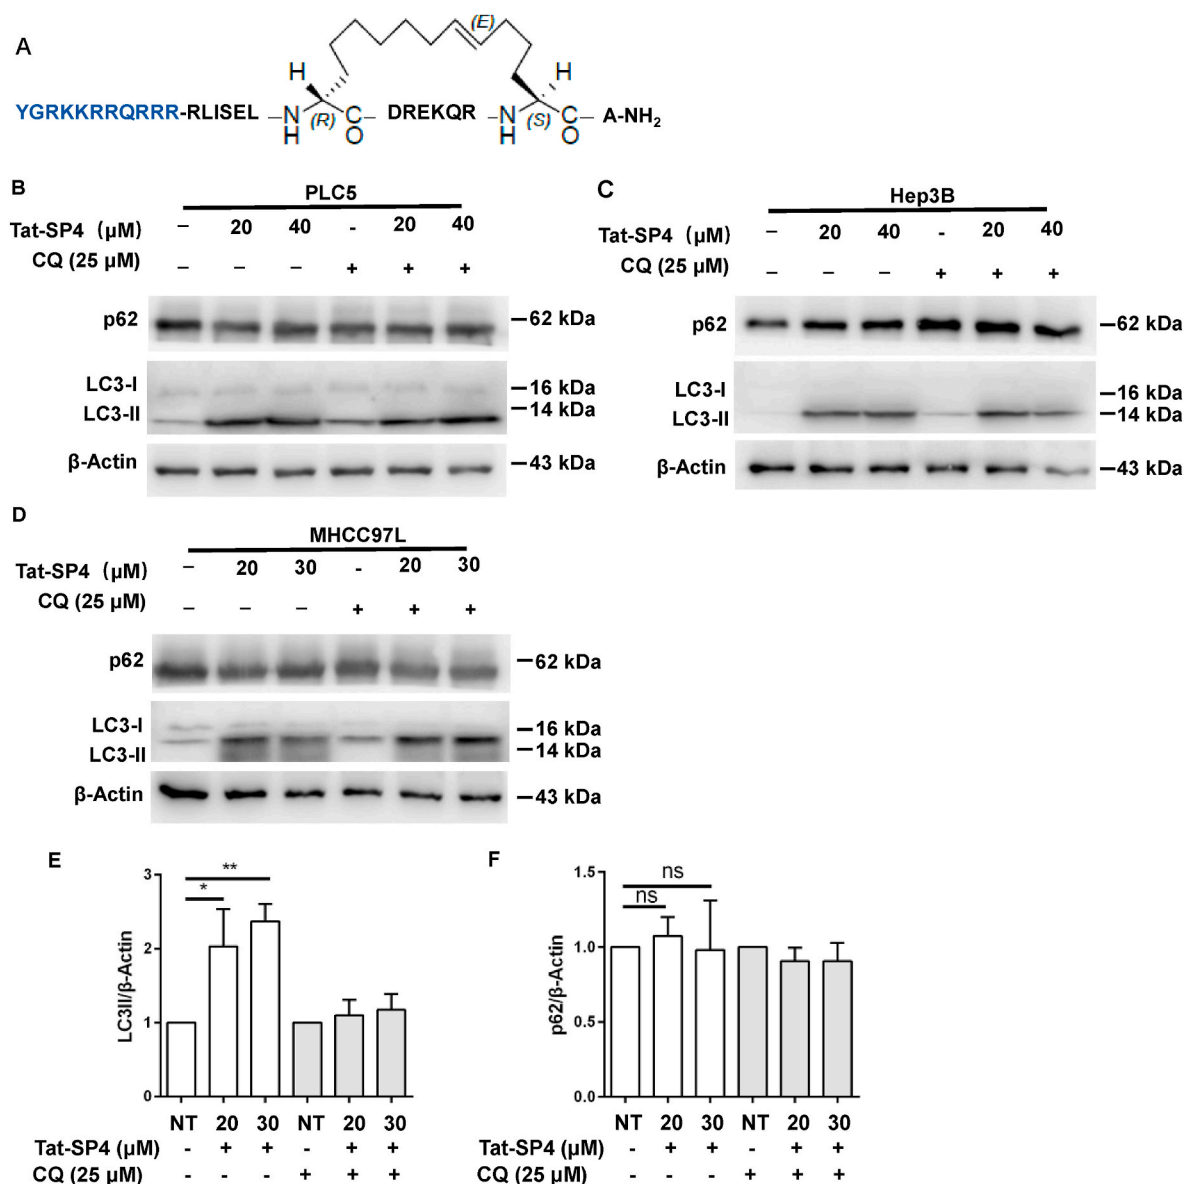 A
(E)
H
H
YGRKKRRQRRR-RLISEL –N C– DREKQR –N C– A-NH₂
H (R) O H (S) O
B
PLC5
Tat-SP4 (μM) – 20 40 - 20 40
CQ (25 μM) – – – + + +
p62 62 kDa
LC3-I 16 kDa
LC3-II 14 kDa
β-Actin 43 kDa
C
Hep3B
Tat-SP4 (μM) – 20 40 - 20 40
CQ (25 μM) – – – + + +
p62 62 kDa
LC3-I 16 kDa
LC3-II 14 kDa
β-Actin 43 kDa
D
MHCC97L
Tat-SP4 (μM) – 20 30 - 20 30
CQ (25 μM) – – – + + +
p62 62 kDa
LC3-I 16 kDa
LC3-II 14 kDa
β-Actin 43 kDa
E
LC3II/β-Actin
3
2
1
0
*
**
NT 20 30 NT 20 30
Tat-SP4 (μM) - + + - + +
CQ (25 μM) - - - + + +
F
p62/β-Actin
1.5
1.0
0.5
0.0
ns
ns
NT 20 30 NT 20 30
Tat-SP4 (μM) - + + - + +
CQ (25 μM) - - - + + +